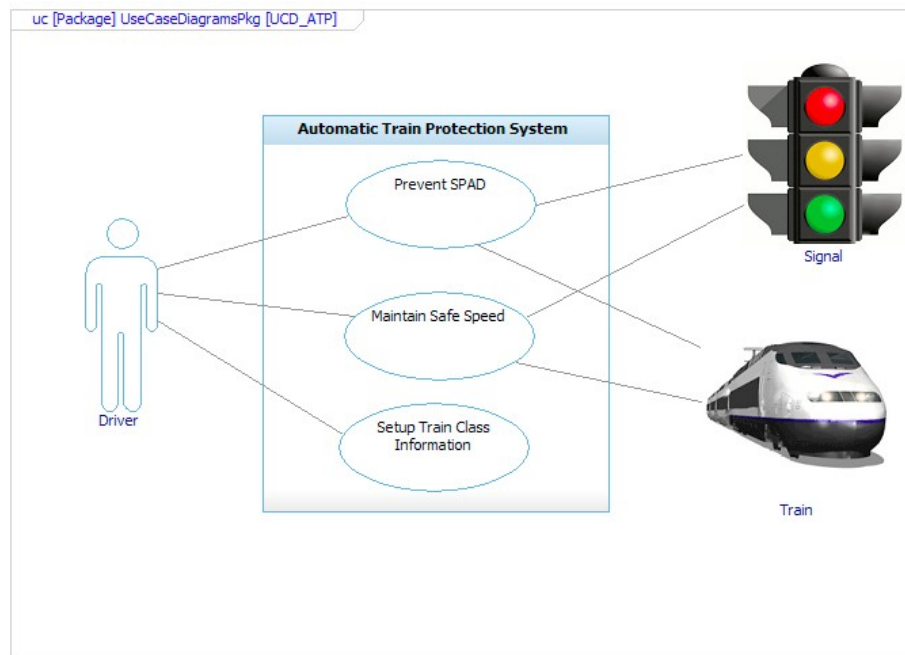 uc [Package] UseCaseDiagramsPkg [UCD_ATP]
Automatic Train Protection System
Prevent SPAD
Signal
Maintain Safe Speed
Driver
Setup Train Class
Information
Train